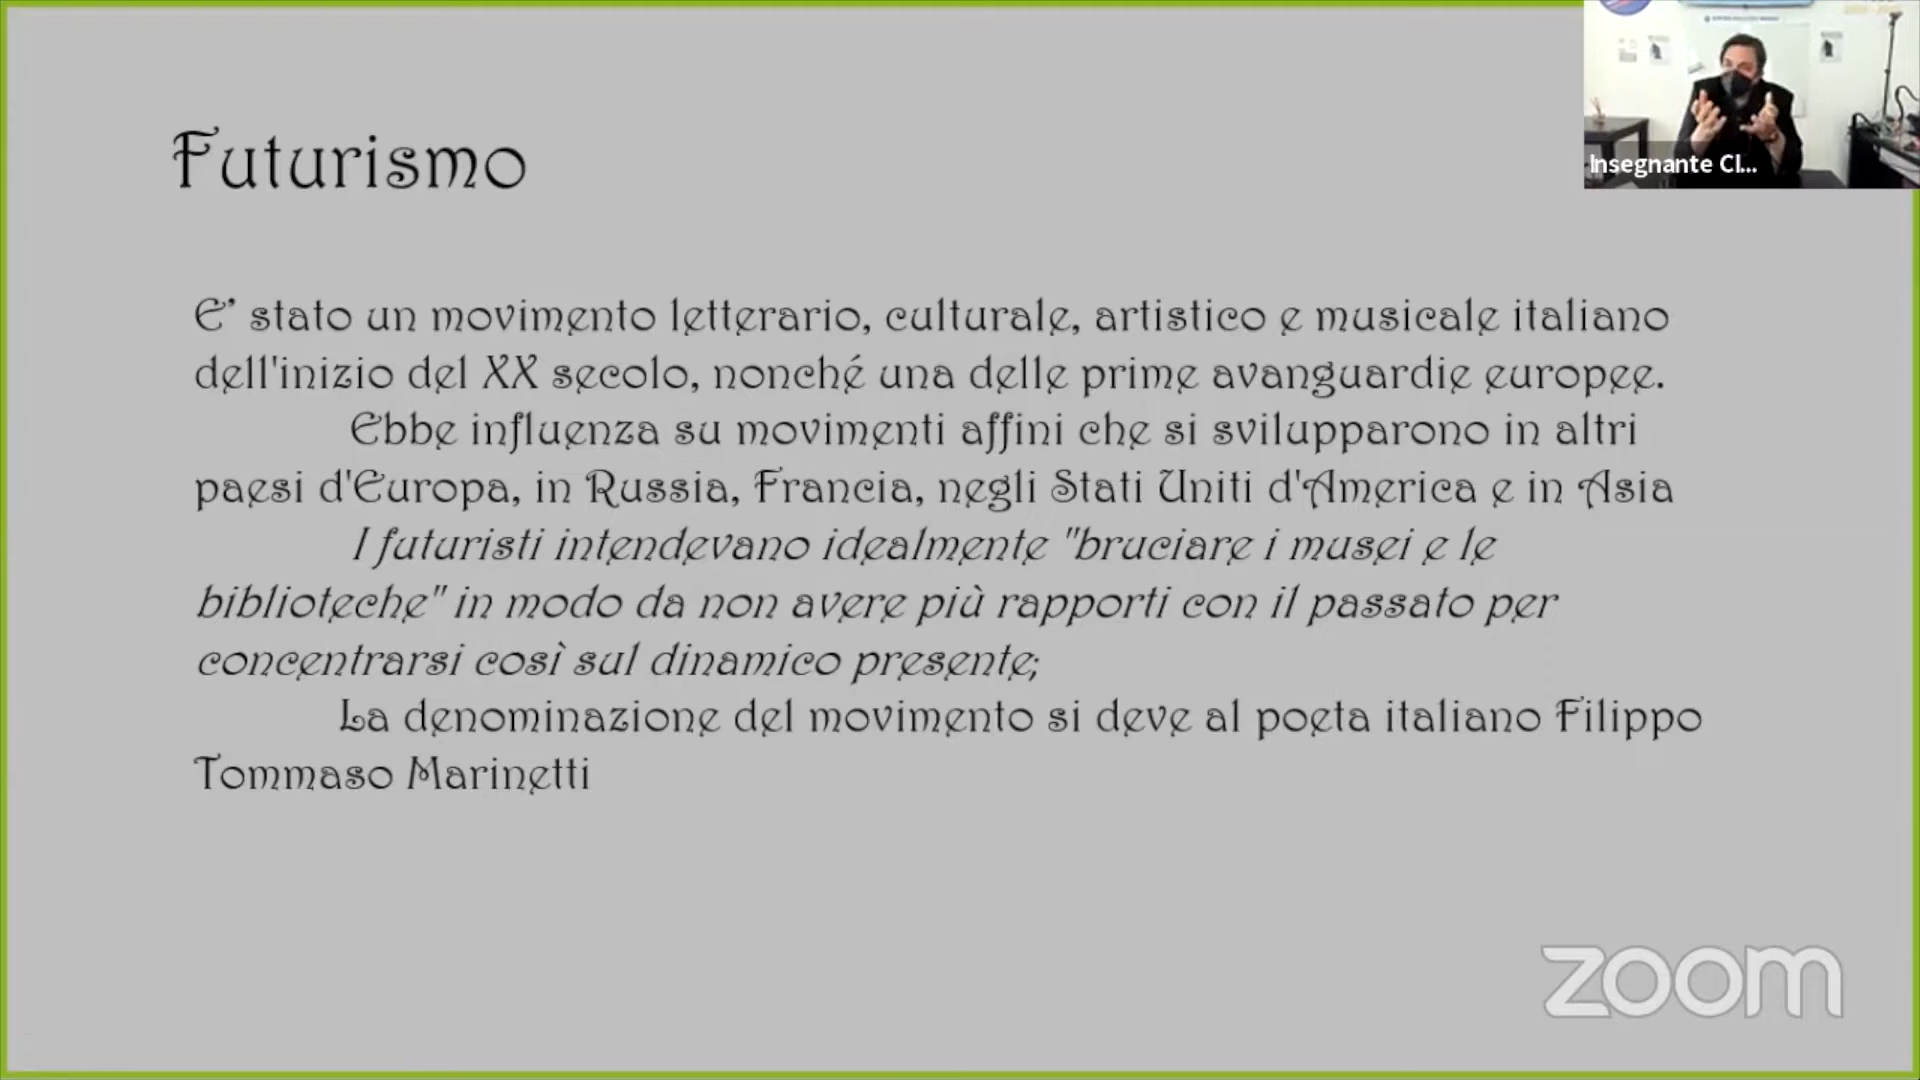 Futurismo
Insegnante Cl...
E' stato un movimento letterario, culturale, artistico e musicale italiano
dell'inizio del XX secolo, nonché una delle prime avanguardie europee.
Ebbe influenza su movimenti affini che si svilupparono in altri
paesi d'Europa, in Russia, Francia, negli Stati Uniti d'America e in Asia
I futuristi intendevano idealmente "bruciare i musei e le
biblioteche" in modo da non avere più rapporti con il passato per
concentrarsi così sul dinamico presente;
La denominazione del movimento si deve al poeta italiano Filippo
Tommaso Marinetti
zoom